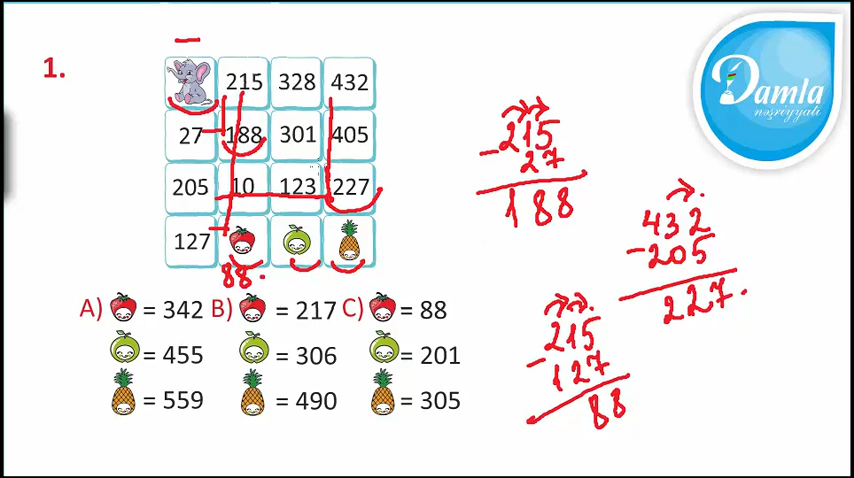 1.
215 328 432
27 188 301 405
205 10 123 227
127
88.
A) = 342 B) = 217 C) = 88
= 455 = 306 = 201
= 559 = 490 = 305
Damla
nəşriyyatı
215
- 27
188
432
- 205
227.
215
- 127
88